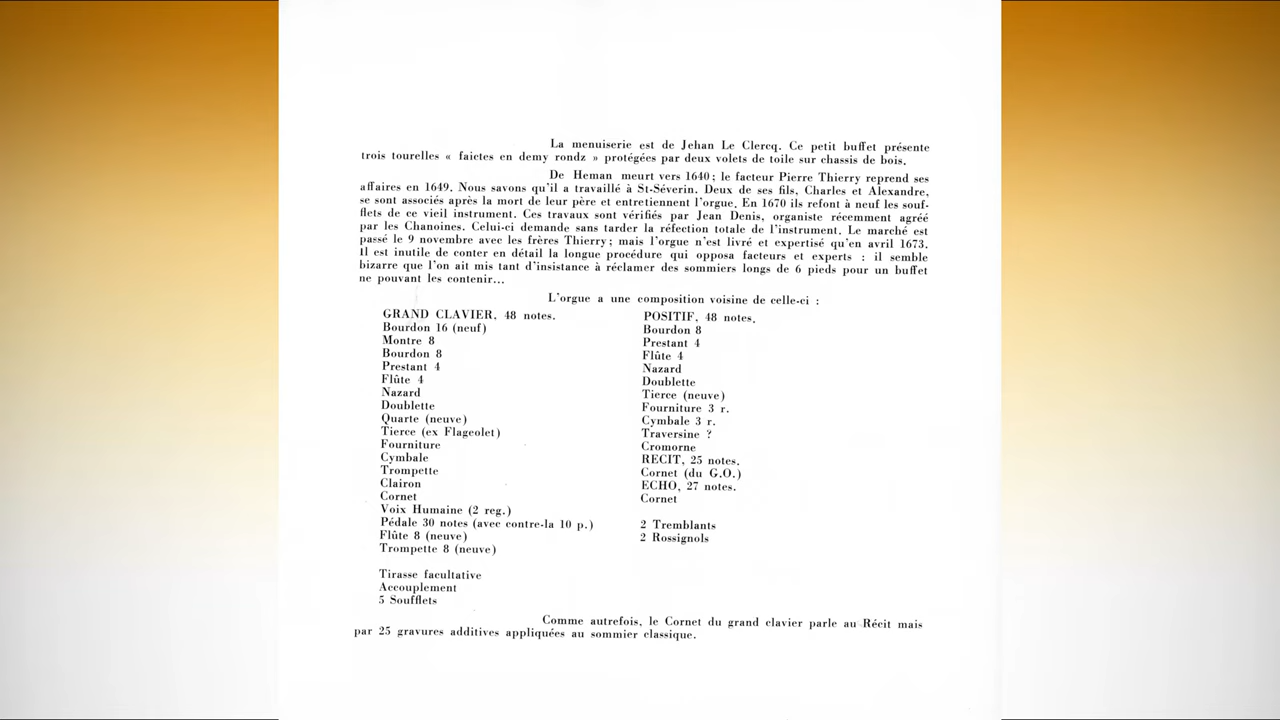 La menuiserie est de Jehan Le Clercq. Ce petit buffet présente
trois tourelles « faictes en demy rondz » protégées par deux volets de toile sur chassis de bois.
De Heman meurt vers 1640 ; le facteur Pierre Thierry reprend ses
affaires en 1649. Nous savons qu'il a travaillé à St-Séverin. Deux de ses fils, Charles et Alexandre,
se sont associés après la mort de leur père et entretiennent l'orgue. En 1670 ils refont à neuf les souf-
flets de ce vieil instrument. Ces travaux sont vérifiés par Jean Denis, organiste récemment agréé
par les Chanoines. Celui-ci demande sans tarder la réfection totale de l'instrument. Le marché est
passé le 9 novembre avec les frères Thierry ; mais l'orgue n'est livré et expertisé qu'en avril 1673.
Il est inutile de conter en détail la longue procédure qui opposa facteurs et experts : il semble
bizarre que l'on ait mis tant d'insistance à réclamer des sommiers longs de 6 pieds pour un buffet
ne pouvant les contenir...
L'orgue a une composition voisine de celle-ci :
GRAND CLAVIER, 48 notes.
Bourdon 16 (neuf)
Montre 8
Bourdon 8
Prestant 4
Flûte 4
Nazard
Doublette
Quarte (neuve)
Tierce (ex Flageolet)
Fourniture
Cymbale
Trompette
Clairon
Cornet
Voix Humaine (2 reg.)
Pédale 30 notes (avec contre-la 10 p.)
Flûte 8 (neuve)
Trompette 8 (neuve)
Tirasse facultative
Accouplement
5 Soufflets
POSITIF, 48 notes.
Bourdon 8
Prestant 4
Flûte 4
Nazard
Doublette
Tierce (neuve)
Fourniture 3 r.
Cymbale 3 r.
Traversine ?
Cromorne
RECIT, 25 notes.
Cornet (du G.O.)
ECHO, 27 notes.
Cornet
2 Tremblants
2 Rossignols
Comme autrefois, le Cornet du grand clavier parle au Récit mais
par 25 gravures additives appliquées au sommier classique.